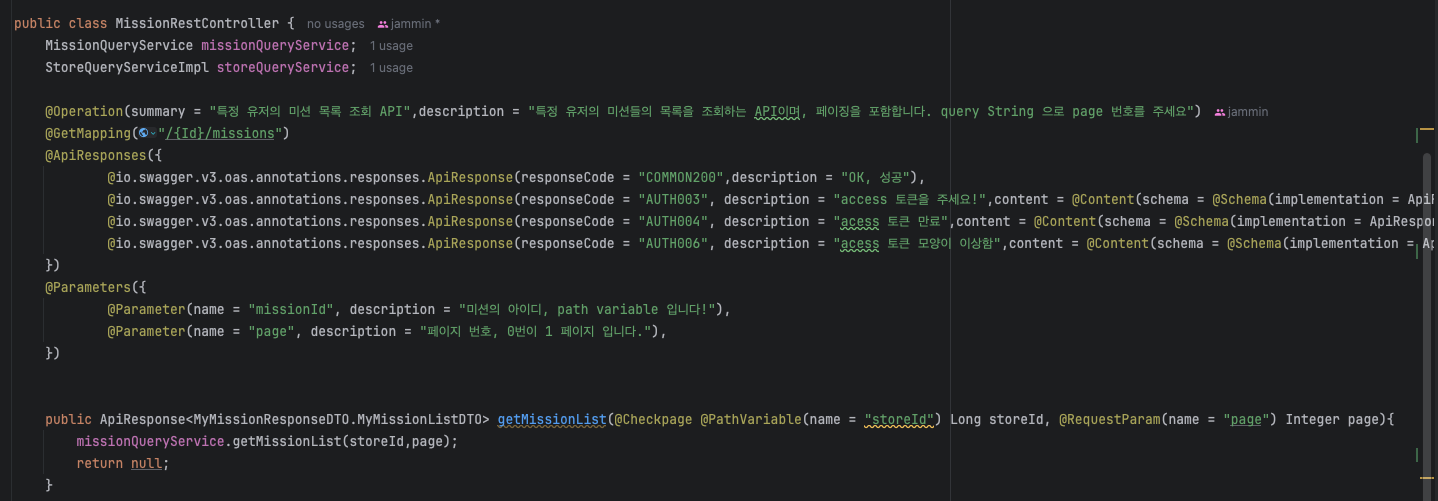 public class MissionRestController { no usages jammin *
MissionQueryService missionQueryService; 1 usage
StoreQueryServiceImpl storeQueryService; 1 usage
@Operation(summary = "특정 유저의 미션 목록 조회 API",description = "특정 유저의 미션들의 목록을 조회하는 API이며, 페이징을 포함합니다. query String 으로 page 번호를 주세요") jammin
@GetMapping("/{Id}/missions")
@ApiResponses({
@io.swagger.v3.oas.annotations.responses.ApiResponse(responseCode = "COMMON200",description = "OK, 성공"),
@io.swagger.v3.oas.annotations.responses.ApiResponse(responseCode = "AUTH003", description = "access 토큰을 주세요!",content = @Content(schema = @Schema(implementation = ApiR
@io.swagger.v3.oas.annotations.responses.ApiResponse(responseCode = "AUTH004", description = "acess 토큰 만료",content = @Content(schema = @Schema(implementation = ApiRespo
@io.swagger.v3.oas.annotations.responses.ApiResponse(responseCode = "AUTH006", description = "acess 토큰 모양이 이상함",content = @Content(schema = @Schema(implementation = Ap
})
@Parameters({
@Parameter(name = "missionId", description = "미션의 아이디, path variable 입니다!"),
@Parameter(name = "page", description = "페이지 번호, 0번이 1 페이지 입니다."),
})
public ApiResponse<MyMissionResponseDTO.MyMissionListDTO> getMissionList(@Checkpage @PathVariable(name = "storeId") Long storeId, @RequestParam(name = "page") Integer page){
missionQueryService.getMissionList(storeId,page);
return null;
}